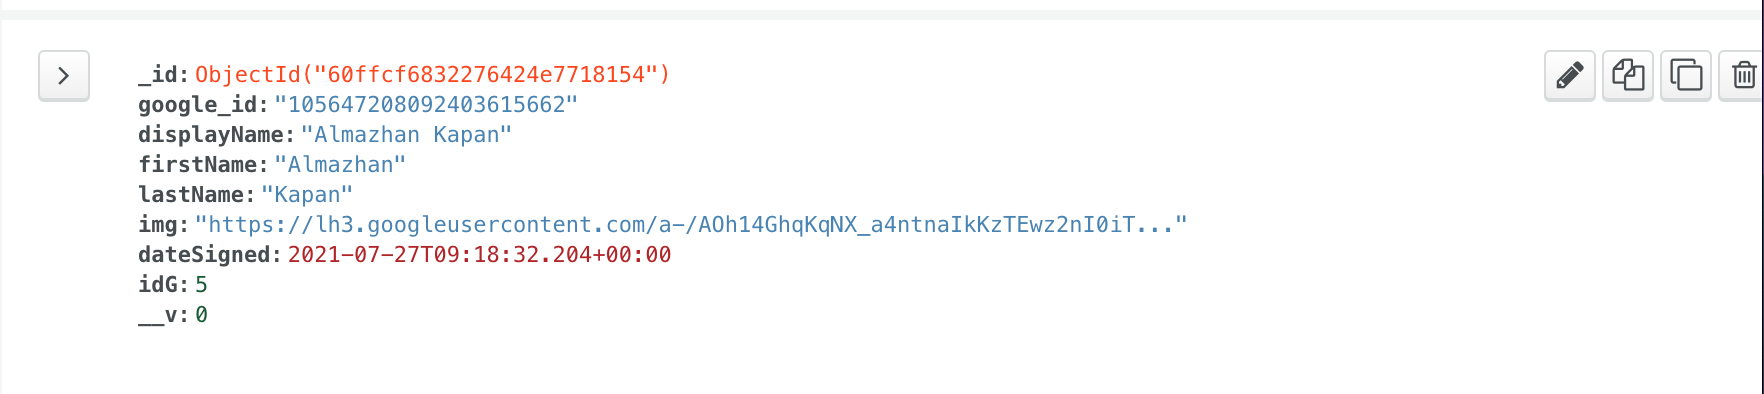 _id: ObjectId("60ffcf6832276424e7718154")
google_id: "105647208092403615662"
displayName: "Almazhan Kapan"
firstName: "Almazhan"
lastName: "Kapan"
img: "https://lh3.googleusercontent.com/a-/AOh14GhqKqNX_a4ntnaIkKzTEwz2nI0iT..."
dateSigned: 2021-07-27T09:18:32.204+00:00
idG: 5
__v: 0